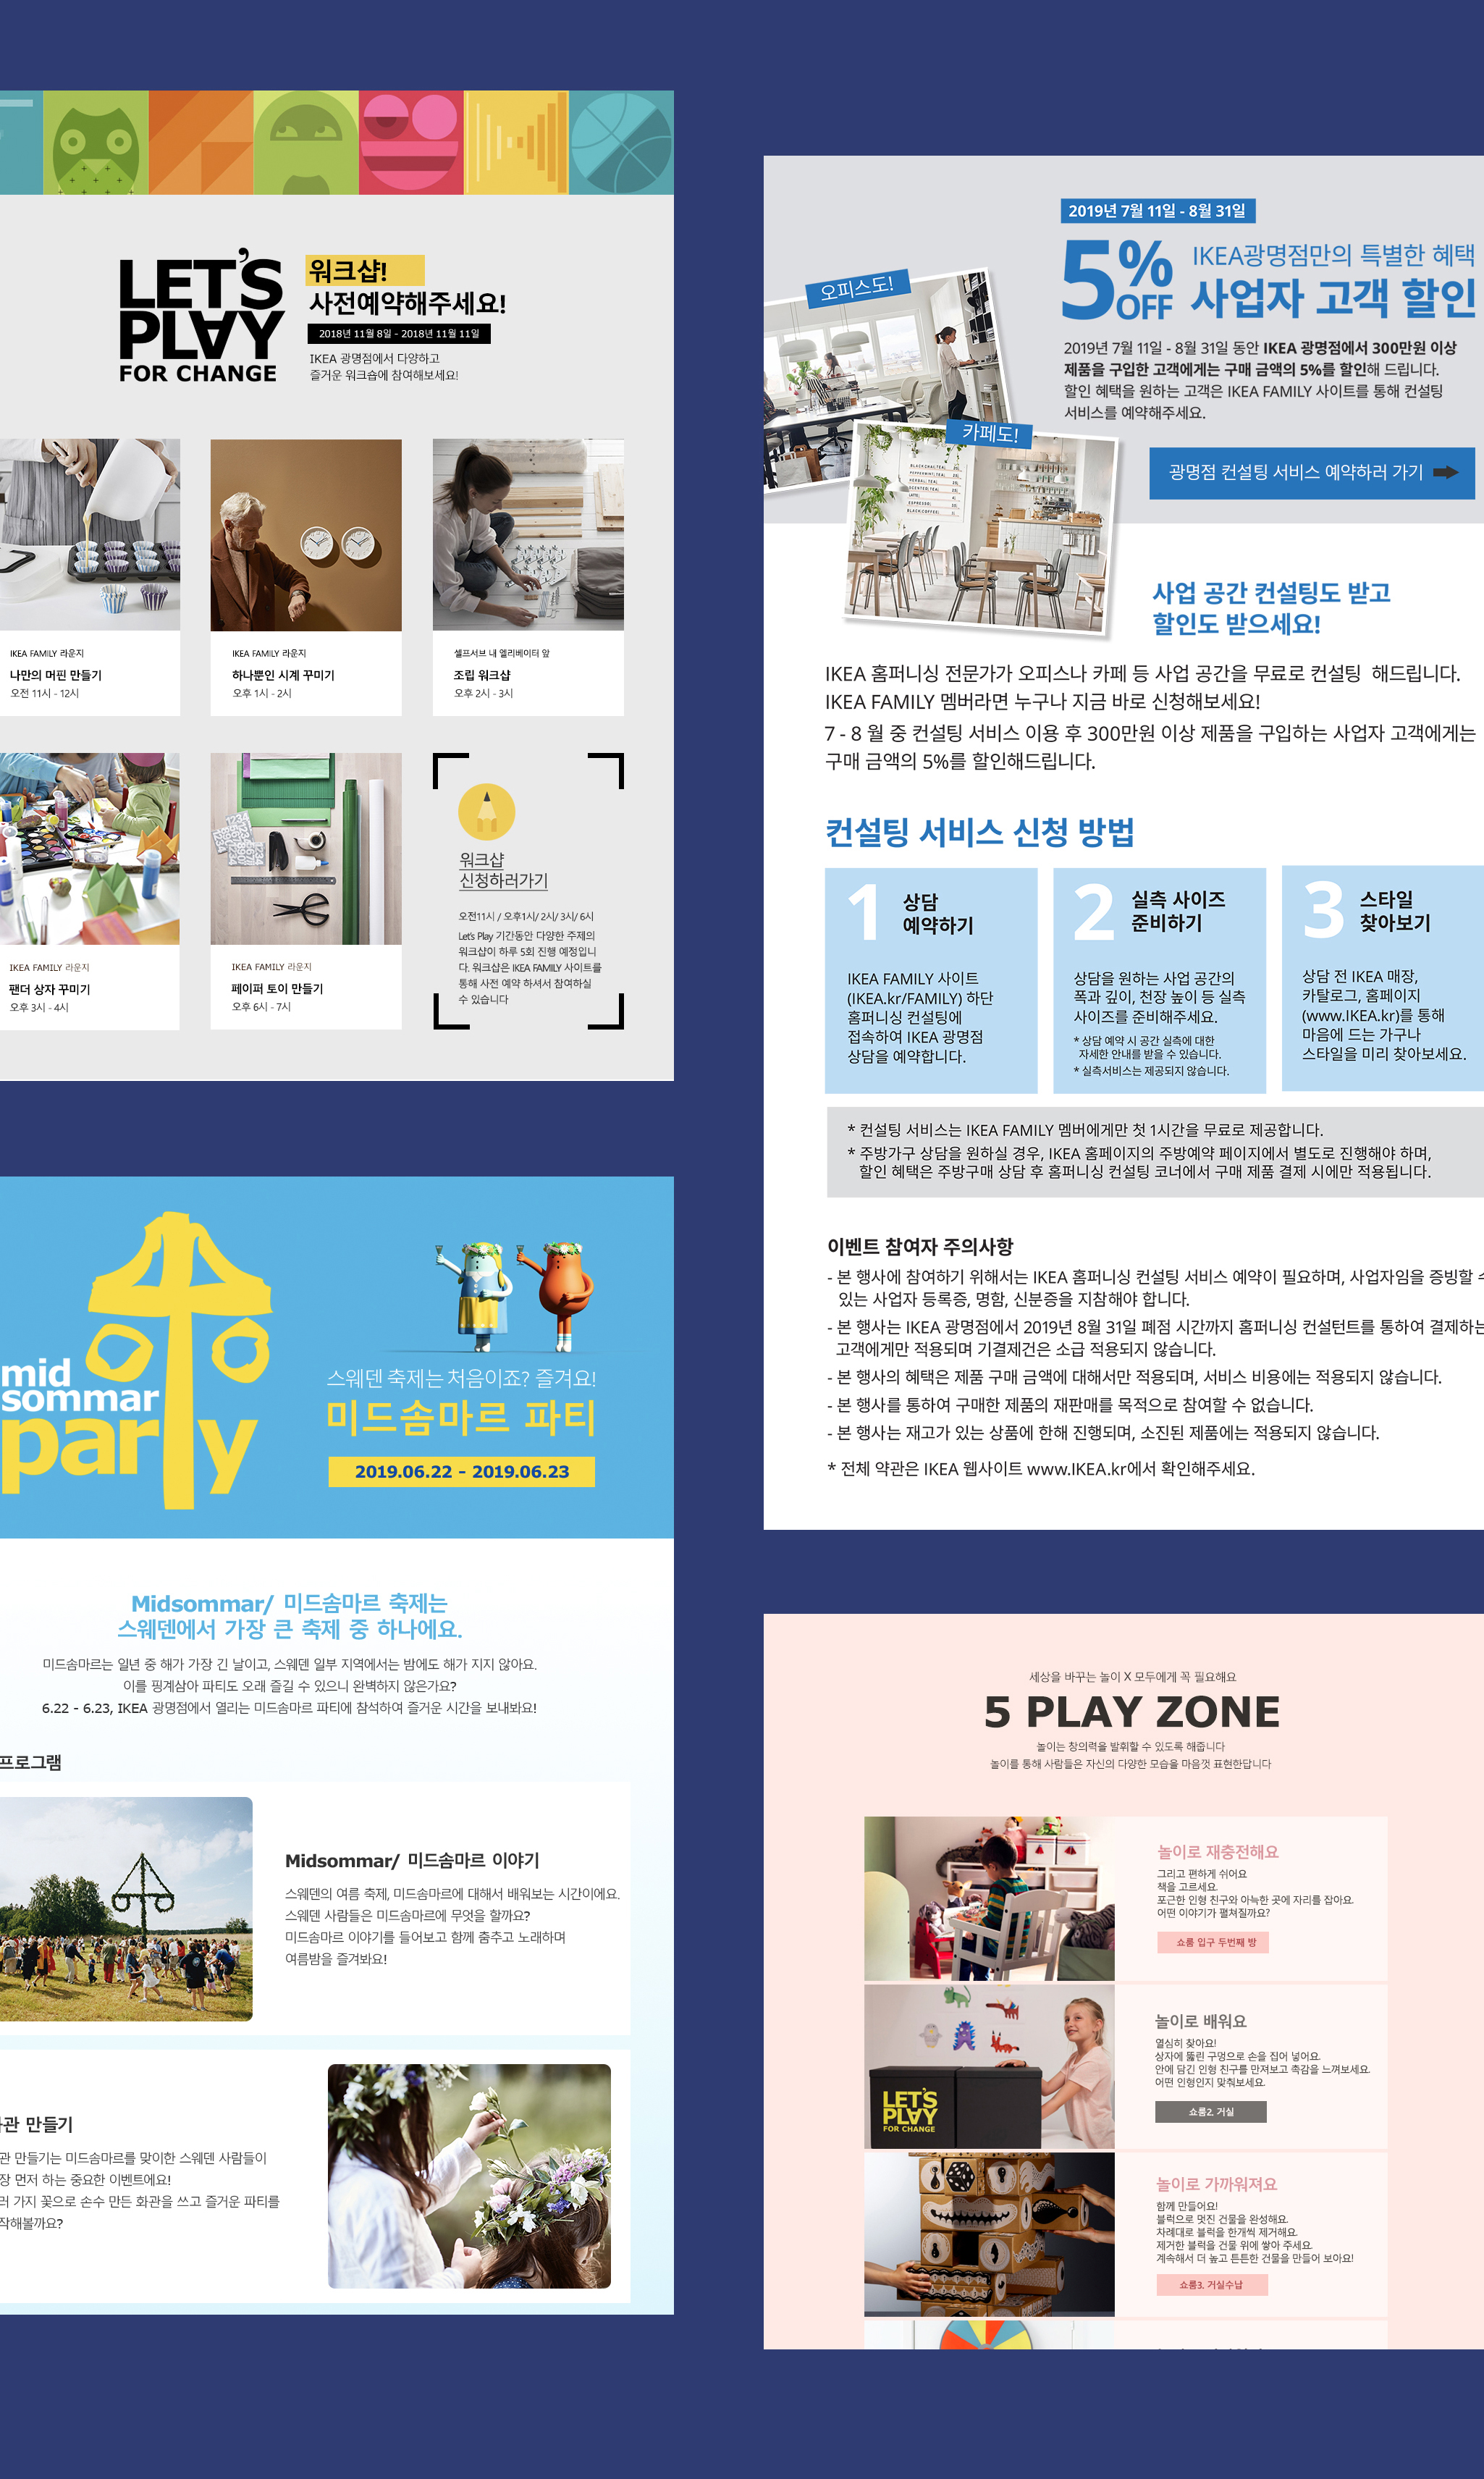 LET'S
PLAY
FOR CHANGE
워크샵!
사전예약해주세요!
2018년 11월 8일 - 2018년 11월 11일
IKEA 광명점에서 다양하고
즐거운 워크숍에 참여해보세요!
IKEA FAMILY 라운지
나만의 머핀 만들기
오전 11시 - 12시
IKEA FAMILY 라운지
하나뿐인 시계 꾸미기
오후 1시 - 2시
셀프서브 내 엘리베이터 앞
조립 워크샵
오후 2시 - 3시
IKEA FAMILY 라운지
팬더 상자 꾸미기
오후 3시 - 4시
IKEA FAMILY 라운지
페이퍼 토이 만들기
오후 6시 - 7시
워크샵
신청하러가기
오전11시 / 오후1시/ 2시/ 3시/ 6시
Let's Play 기간동안 다양한 주제의
워크샵이 하루 5회 진행 예정입니
다. 워크샵은 IKEA FAMILY 사이트를
통해 사전 예약 하셔서 참여하실
수 있습니다
mid
sommar
party
스웨덴 축제는 처음이죠? 즐겨요!
미드솜마르 파티
2019.06.22 - 2019.06.23
Midsommar/ 미드솜마르 축제는
스웨덴에서 가장 큰 축제 중 하나에요.
미드솜마르는 일년 중 해가 가장 긴 날이고, 스웨덴 일부 지역에서는 밤에도 해가 지지 않아요.
이를 핑계삼아 파티도 오래 즐길 수 있으니 완벽하지 않은가요?
6.22 - 6.23, IKEA 광명점에서 열리는 미드솜마르 파티에 참석하여 즐거운 시간을 보내봐요!
프로그램
Midsommar/ 미드솜마르 이야기
스웨덴의 여름 축제, 미드솜마르에 대해서 배워보는 시간이에요.
스웨덴 사람들은 미드솜마르에 무엇을 할까요?
미드솜마르 이야기를 들어보고 함께 춤추고 노래하며
여름밤을 즐겨봐요!
관 만들기
관 만들기는 미드솜마르를 맞이한 스웨덴 사람들이
장 먼저 하는 중요한 이벤트에요!
러 가지 꽃으로 손수 만든 화관을 쓰고 즐거운 파티를
작해볼까요?
2019년 7월 11일 - 8월 31일
5% OFF
IKEA광명점만의 특별한 혜택
사업자 고객 할인
오피스도!
카페도!
2019년 7월 11일 - 8월 31일 동안 IKEA 광명점에서 300만원 이상
제품을 구입한 고객에게는 구매 금액의 5%를 할인해 드립니다.
할인 혜택을 원하는 고객은 IKEA FAMILY 사이트를 통해 컨설팅
서비스를 예약해주세요.
광명점 컨설팅 서비스 예약하러 가기
사업 공간 컨설팅도 받고
할인도 받으세요!
IKEA 홈퍼니싱 전문가가 오피스나 카페 등 사업 공간을 무료로 컨설팅 해드립니다.
IKEA FAMILY 멤버라면 누구나 지금 바로 신청해보세요!
7 - 8 월 중 컨설팅 서비스 이용 후 300만원 이상 제품을 구입하는 사업자 고객에게는
구매 금액의 5%를 할인해드립니다.
컨설팅 서비스 신청 방법
1 상담
예약하기
IKEA FAMILY 사이트
(IKEA.kr/FAMILY) 하단
홈퍼니싱 컨설팅에
접속하여 IKEA 광명점
상담을 예약합니다.
2 실측 사이즈
준비하기
상담을 원하는 사업 공간의
폭과 깊이, 천장 높이 등 실측
사이즈를 준비해주세요.
* 상담 예약 시 공간 실측에 대한
자세한 안내를 받을 수 있습니다.
* 실측서비스는 제공되지 않습니다.
3 스타일
찾아보기
상담 전 IKEA 매장,
카탈로그, 홈페이지
(www.IKEA.kr)를 통해
마음에 드는 가구나
스타일을 미리 찾아보세요.
* 컨설팅 서비스는 IKEA FAMILY 멤버에게만 첫 1시간을 무료로 제공합니다.
* 주방가구 상담을 원하실 경우, IKEA 홈페이지의 주방예약 페이지에서 별도로 진행해야 하며,
할인 혜택은 주방구매 상담 후 홈퍼니싱 컨설팅 코너에서 구매 제품 결제 시에만 적용됩니다.
이벤트 참여자 주의사항
- 본 행사에 참여하기 위해서는 IKEA 홈퍼니싱 컨설팅 서비스 예약이 필요하며, 사업자임을 증빙할 수
있는 사업자 등록증, 명함, 신분증을 지참해야 합니다.
- 본 행사는 IKEA 광명점에서 2019년 8월 31일 폐점 시간까지 홈퍼니싱 컨설턴트를 통하여 결제하는
고객에게만 적용되며 기결제건은 소급 적용되지 않습니다.
- 본 행사의 혜택은 제품 구매 금액에 대해서만 적용되며, 서비스 비용에는 적용되지 않습니다.
- 본 행사를 통하여 구매한 제품의 재판매를 목적으로 참여할 수 없습니다.
- 본 행사는 재고가 있는 상품에 한해 진행되며, 소진된 제품에는 적용되지 않습니다.
* 전체 약관은 IKEA 웹사이트 www.IKEA.kr에서 확인해주세요.
세상을 바꾸는 놀이 X 모두에게 꼭 필요해요
5 PLAY ZONE
놀이는 창의력을 발휘할 수 있도록 해줍니다
놀이를 통해 사람들은 자신의 다양한 모습을 마음껏 표현한답니다
놀이로 재충전해요
그리고 편하게 쉬어요
책을 고르세요.
포근한 인형 친구와 아늑한 곳에 자리를 잡아요.
어떤 이야기가 펼쳐질까요?
쇼룸 입구 두번째 방
놀이로 배워요
열심히 찾아요!
상자에 뚫린 구멍으로 손을 집어 넣어요.
안에 담긴 인형 친구를 만져보고 촉감을 느껴보세요.
어떤 인형인지 맞춰보세요.
쇼룸2. 거실
LET'S
PLAY
FOR CHANGE
놀이로 가까워져요
함께 만들어요!
블럭으로 멋진 건물을 완성해요.
차례대로 블럭을 한개씩 제거해요.
제거한 블럭을 건물 위에 쌓아 주세요.
계속해서 더 높고 튼튼한 건물을 만들어 보아요!
쇼룸3. 거실수납